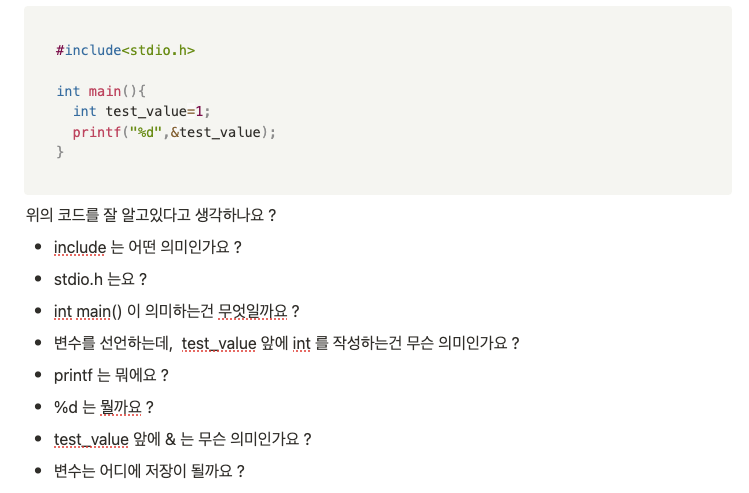 #include<stdio.h>
int main(){
int test_value=1;
printf("%d",&test_value);
}
위의 코드를 잘 알고있다고 생각하나요 ?
• include 는 어떤 의미인가요 ?
• stdio.h 는요 ?
• int main() 이 의미하는건 무엇일까요 ?
• 변수를 선언하는데, test_value 앞에 int 를 작성하는건 무슨 의미인가요 ?
• printf 는 뭐에요 ?
• %d 는 뭘까요 ?
• test_value 앞에 & 는 무슨 의미인가요 ?
• 변수는 어디에 저장이 될까요 ?